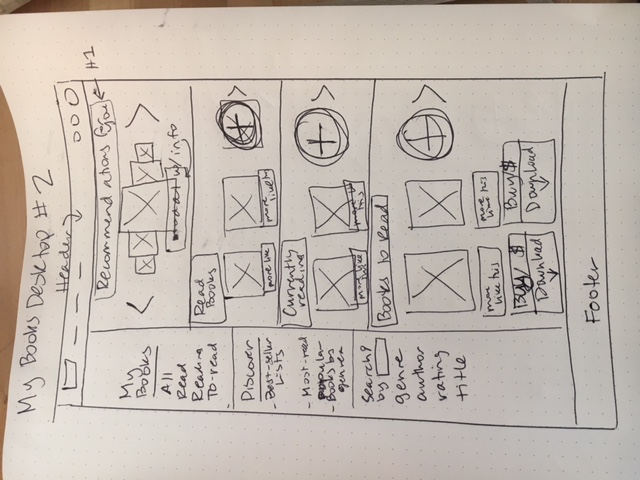 My Books Desktop #2
Header
Recommendations for you
#1
My
Books
All
Read
Reading
To-read
w/ info
Read
Books
more like
more like this
Discover
- Best-seller
Lists
- Most-read
popular
- Books by
genre
Currently
reading
More like
this
more like
this
search?
by
genre
author
rating
title
Books to Read
more
like this
more
like this
Buy/ $
Download
Buy/$
Download
Footer